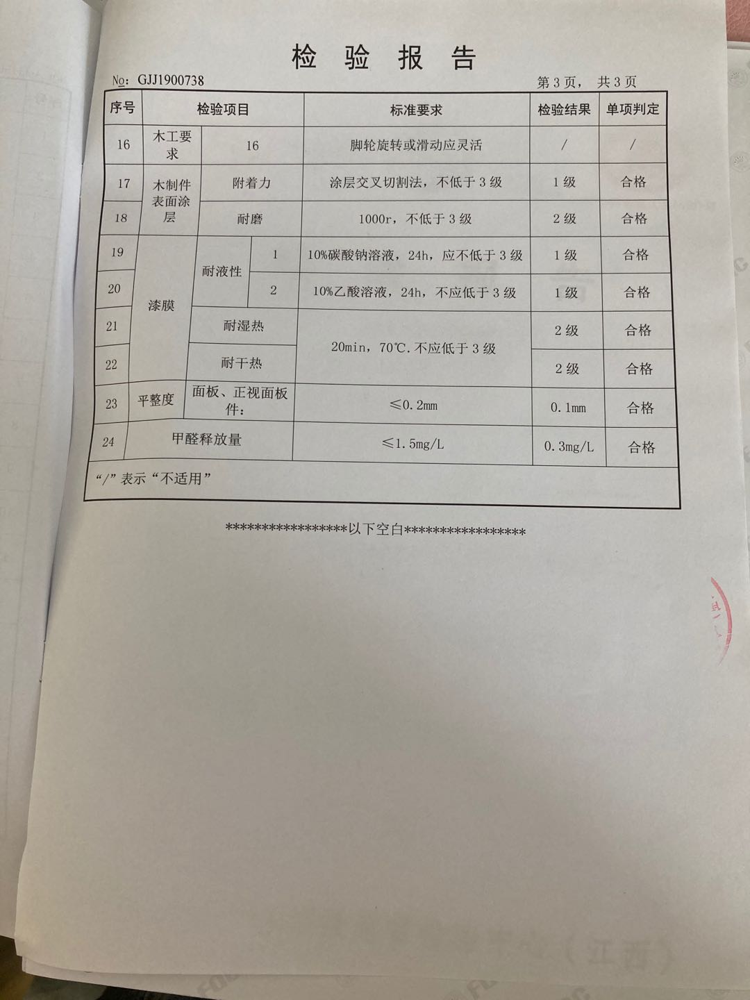 检 验 报 告
No: GJJ1900738
第 3 页， 共 3 页
序号 检验项目 标准要求 检验结果 单项判定
16 木工要求 16 脚轮旋转或滑动应灵活 / /
17 木制件表面涂层 附着力 涂层交叉切割法，不低于 3 级 1 级 合格
18 耐磨 1000r，不低于 3 级 2 级 合格
19 漆膜 耐液性 1 10%碳酸钠溶液，24h，应不低于 3 级 1 级 合格
20 2 10%乙酸溶液，24h，不应低于 3 级 1 级 合格
21 耐湿热 20min，70℃.不应低于 3 级 2 级 合格
22 耐干热 2 级 合格
23 平整度 面板、正视面板件： ≤0.2mm 0.1mm 合格
24 甲醛释放量 ≤1.5mg/L 0.3mg/L 合格
“/”表示“不适用”
*****************以下空白*****************
（江西）